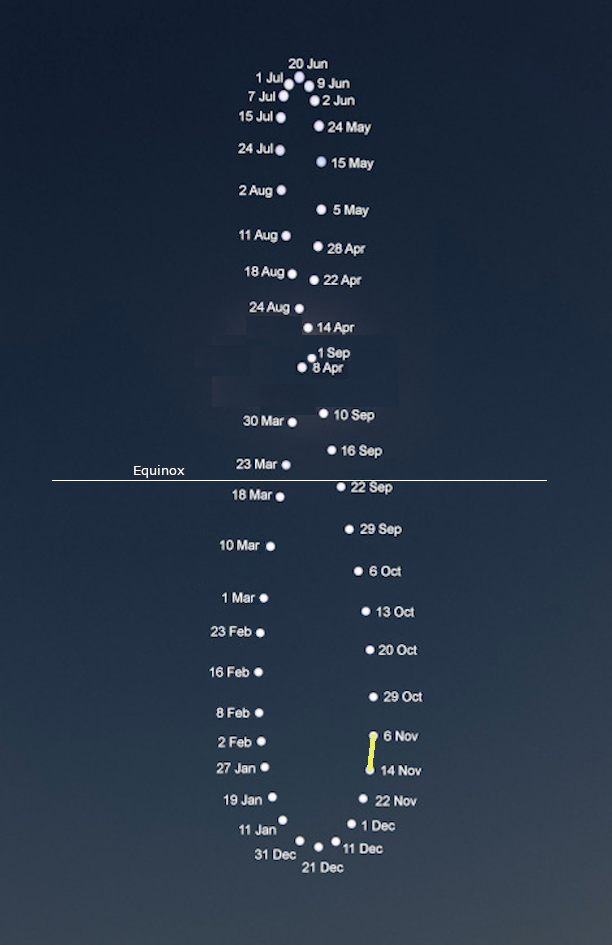 20 Jun
1 Jul
9 Jun
7 Jul
2 Jun
15 Jul
24 May
24 Jul
15 May
2 Aug
5 May
11 Aug
28 Apr
18 Aug
22 Apr
24 Aug
14 Apr
1 Sep
8 Apr
10 Sep
30 Mar
16 Sep
23 Mar
Equinox
22 Sep
18 Mar
29 Sep
10 Mar
6 Oct
1 Mar
13 Oct
23 Feb
20 Oct
16 Feb
29 Oct
8 Feb
6 Nov
2 Feb
27 Jan
14 Nov
19 Jan
22 Nov
11 Jan
1 Dec
31 Dec
11 Dec
21 Dec